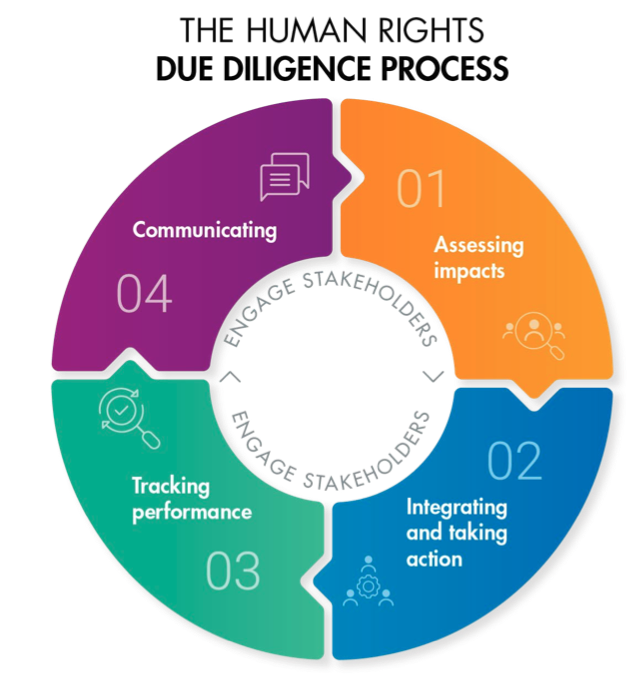 THE HUMAN RIGHTS
DUE DILIGENCE PROCESS
01
Assessing
impacts
02
Integrating
and taking
action
03
Tracking
performance
04
Communicating
ENGAGE STAKEHOLDERS
ENGAGE STAKEHOLDERS